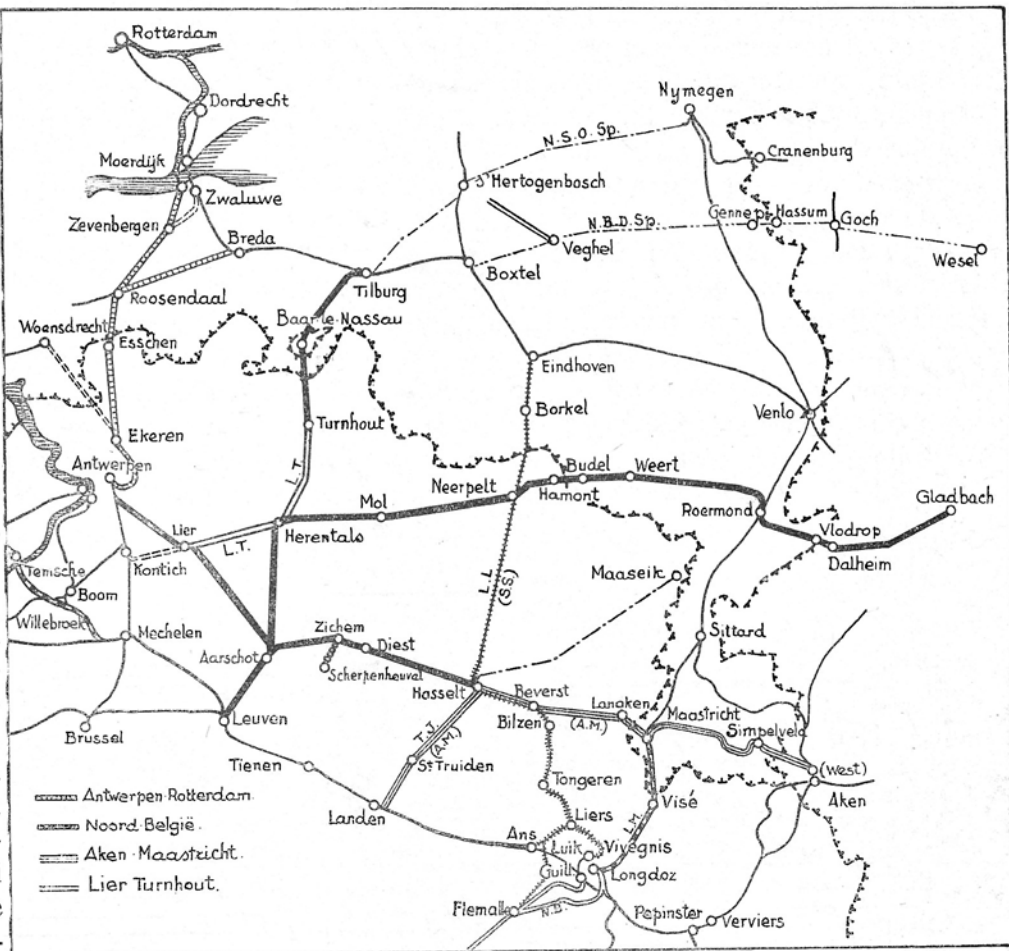 Rotterdam
Dordrecht
Nymegen
N.S.O. Sp.
Moerdijk
Cranenburg
Zwaluwe
's Hertogenbosch
Zevenbergen
N.B.D. Sp.
Gennep
Hassum
Goch
Breda
Veghel
Wesel
Boxtel
Tilburg
Roosendaal
Woensdrecht
Baarle-Nassau
Esschen
Eindhoven
Borkel
Venlo
Turnhout
Ekeren
Antwerpen
L.T.
Budel
Weert
Mol
Neerpelt
Hamont
Gladbach
Roermond
Lier
Herentals
Vlodrop
L.T.
Kontich
Dalheim
Temsche
Boom
L.L
(S.S.)
Maaseik
Willebroek
Mechelen
Zichem
Diest
Sittard
Aarschot
Scherpenheuval
Hasselt
Beverst
Lanaken
Leuven
Bilzen
(A.M.)
Maastricht
Simpelveld
Brussel
T.J.
(A.M.)
St Truiden
Tienen
(West)
Tongeren
Aken
Antwerpen-Rotterdam.
Visé
Landen
Liers
Noord-België.
Ans
L.M.
Luik
Vivegnis
Aken-Maastricht.
Guill
Longdoz
Lier Turnhout.
Flemalle
N.B.
Pepinster
Verviers